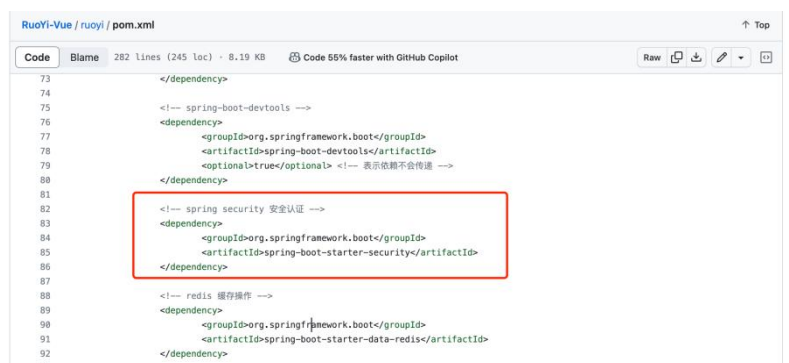 RuoYi-Vue / ruoyi / pom.xml ↑ Top
Code Blame 282 lines (245 loc) · 8.19 KB Code 55% faster with GitHub Copilot Raw
73 </dependency>
74
75 <!-- spring-boot-devtools -->
76 <dependency>
77 <groupId>org.springframework.boot</groupId>
78 <artifactId>spring-boot-devtools</artifactId>
79 <optional>true</optional> <!-- 表示依赖不会传递 -->
80 </dependency>
81
82 <!-- spring security 安全认证 -->
83 <dependency>
84 <groupId>org.springframework.boot</groupId>
85 <artifactId>spring-boot-starter-security</artifactId>
86 </dependency>
87
88 <!-- redis 缓存操作 -->
89 <dependency>
90 <groupId>org.springframework.boot</groupId>
91 <artifactId>spring-boot-starter-data-redis</artifactId>
92 </dependency>